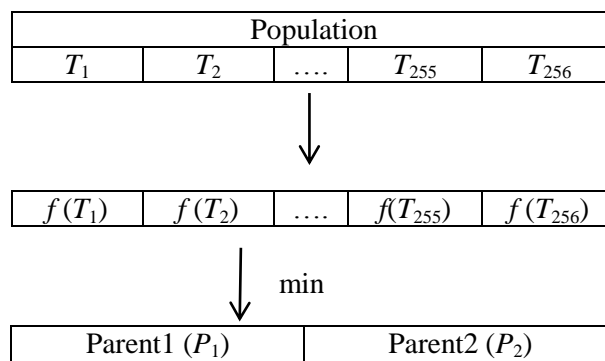 Population
T₁ T₂ …. T₂₅₅ T₂₅₆
f (T₁) f (T₂) …. f(T₂₅₅) f (T₂₅₆)
min
Parent1 (P₁) Parent2 (P₂)